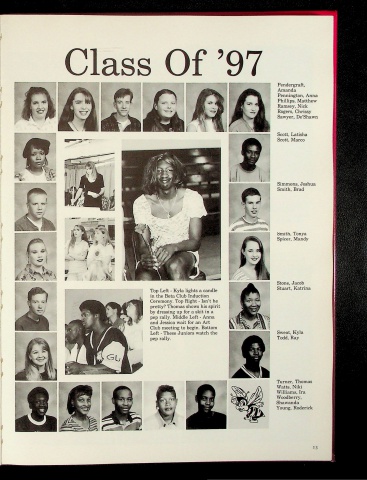 Class Of '97
Pendergraft,
Amanda
Pennington, Anna
Phillips, Matthew
Ramsey, Nick
Rogers, Chrissy
Sawyer, De'Shawn
Scott, Latisha
Scott, Marco
Simmons, Joshua
Smith, Brad
Smith, Tonya
Spicer, Mandy
Stone, Jacob
Stuart, Katrina
Sweat, Kyla
Todd, Ray
Turner, Thomas
Watts, Niki
Williams, Ira
Woodberry,
Shawanda
Young, Roderick
Top Left - Kyla lights a candle
in the Beta Club Induction
Ceremony. Top Right - Isn't he
pretty? Thomas shows his spirit
by dressing up for a skit in a
pep rally. Middle Left - Anna
and Jessica wait for an Art
Club meeting to begin. Bottom
Left - These Juniors watch the
pep rally.
GU